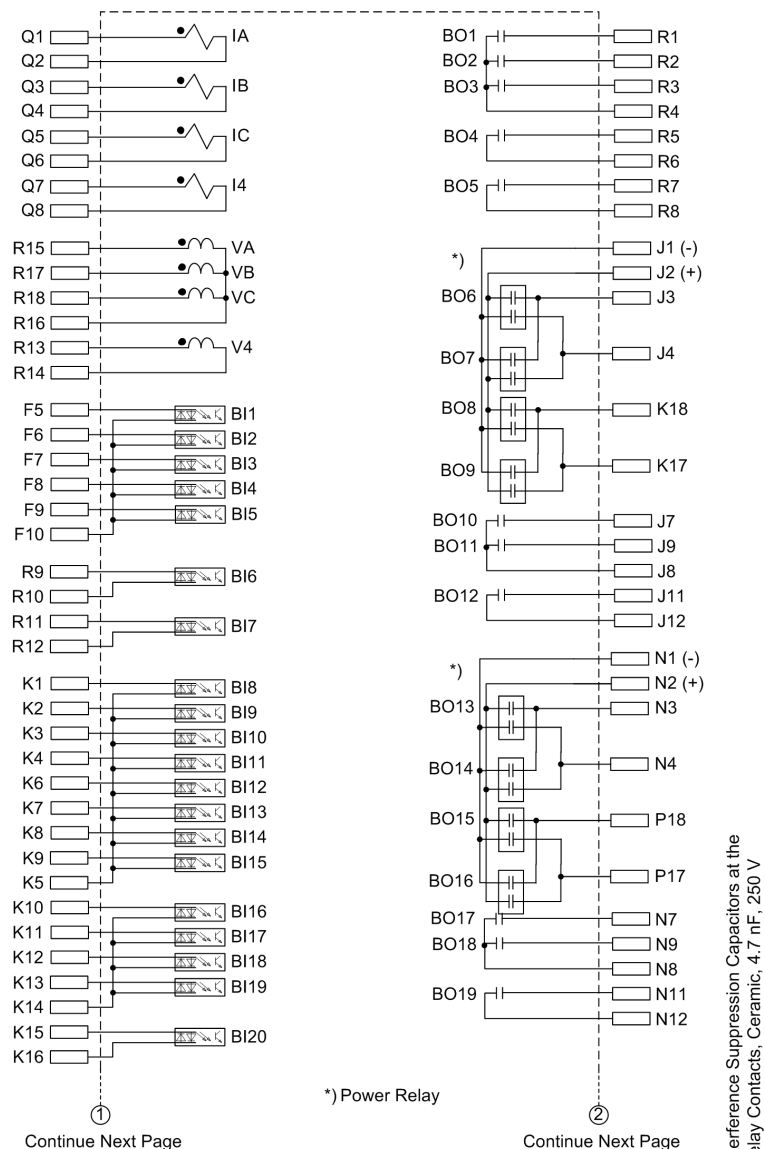 Q1
IA
Q2
Q3
IB
Q4
Q5
IC
Q6
Q7
I4
Q8
R15
VA
R17
VB
R18
VC
R16
R13
V4
R14
F5
BI1
F6
BI2
F7
BI3
F8
BI4
F9
BI5
F10
R9
BI6
R10
R11
BI7
R12
K1
BI8
K2
BI9
K3
BI10
K4
BI11
K6
BI12
K7
BI13
K8
BI14
K9
BI15
K5
K10
BI16
K11
BI17
K12
BI18
K13
BI19
K14
K15
BI20
K16
1
Continue Next Page
BO1
R1
BO2
R2
BO3
R3
R4
BO4
R5
R6
BO5
R7
R8
*)
J1 (-)
J2 (+)
BO6
J3
BO7
J4
BO8
K18
BO9
K17
BO10
J7
BO11
J9
J8
BO12
J11
J12
*)
N1 (-)
N2 (+)
BO13
N3
BO14
N4
BO15
P18
BO16
P17
BO17
N7
BO18
N9
N8
BO19
N11
N12
*) Power Relay
2
Continue Next Page
erference Suppression Capacitors at the
elay Contacts, Ceramic, 4.7 nF, 250 V